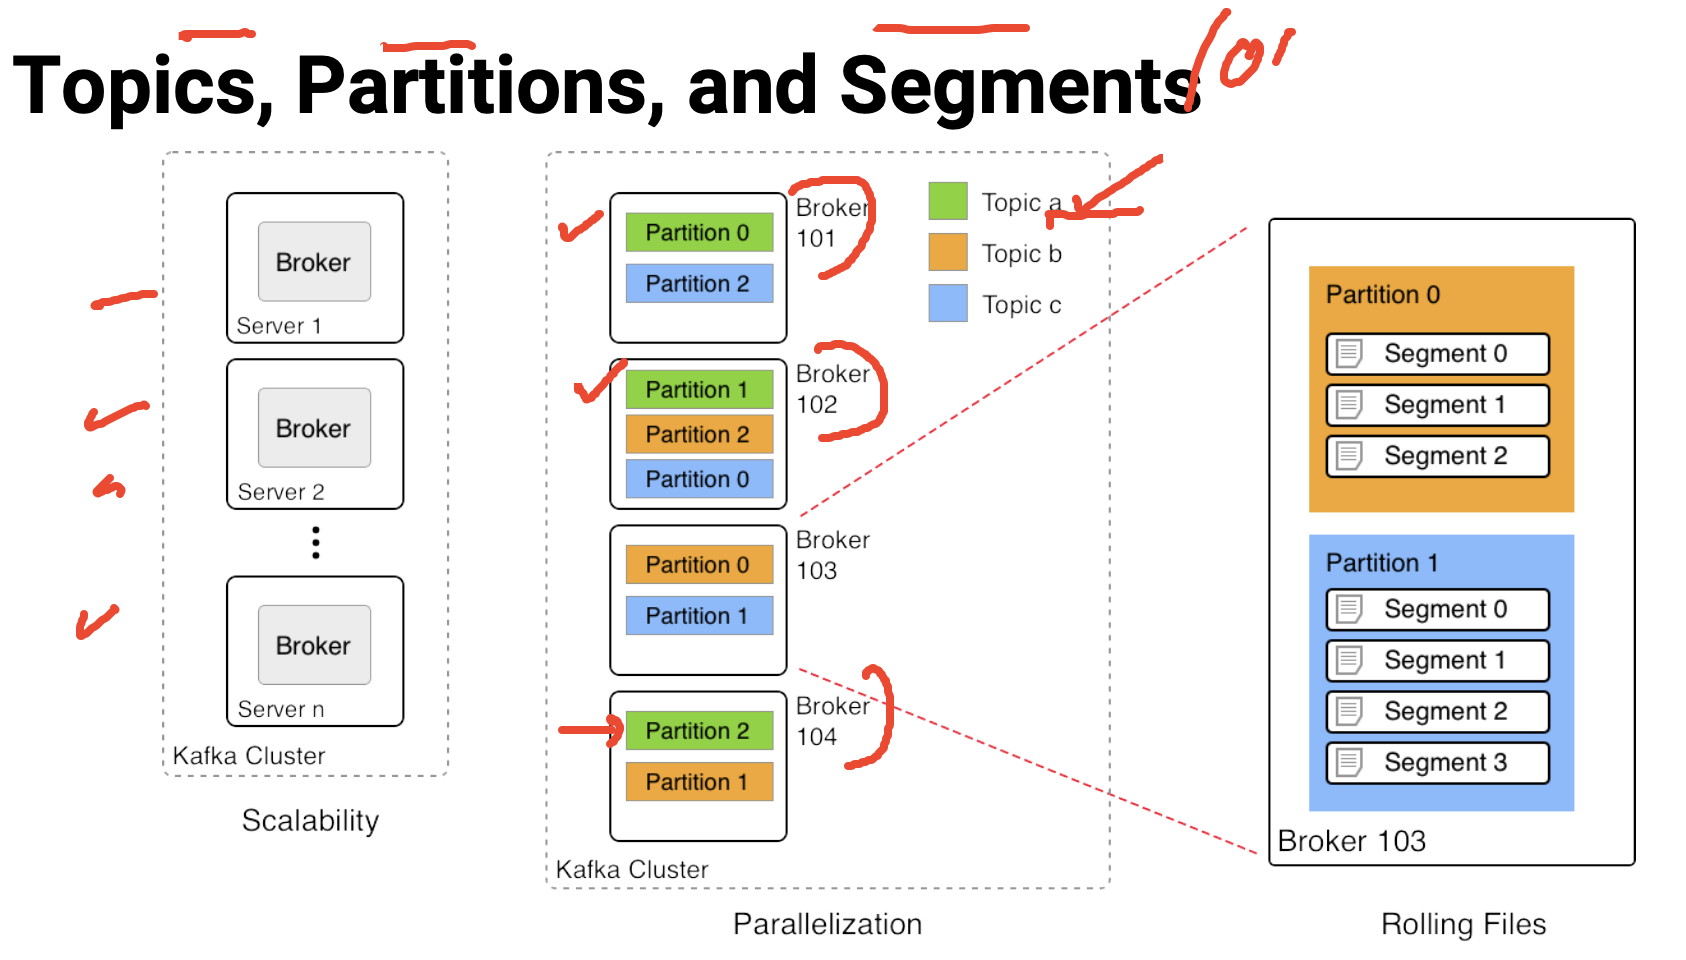 Topics, Partitions, and Segments
101
Broker
Server 1
Broker
Server 2
Broker
Server n
Kafka Cluster
Scalability
Partition 0
Partition 2
Broker
101
Partition 1
Partition 2
Partition 0
Broker
102
Partition 0
Partition 1
Broker
103
Partition 2
Partition 1
Broker
104
Topic a
Topic b
Topic c
Kafka Cluster
Parallelization
Partition 0
Segment 0
Segment 1
Segment 2
Partition 1
Segment 0
Segment 1
Segment 2
Segment 3
Broker 103
Rolling Files